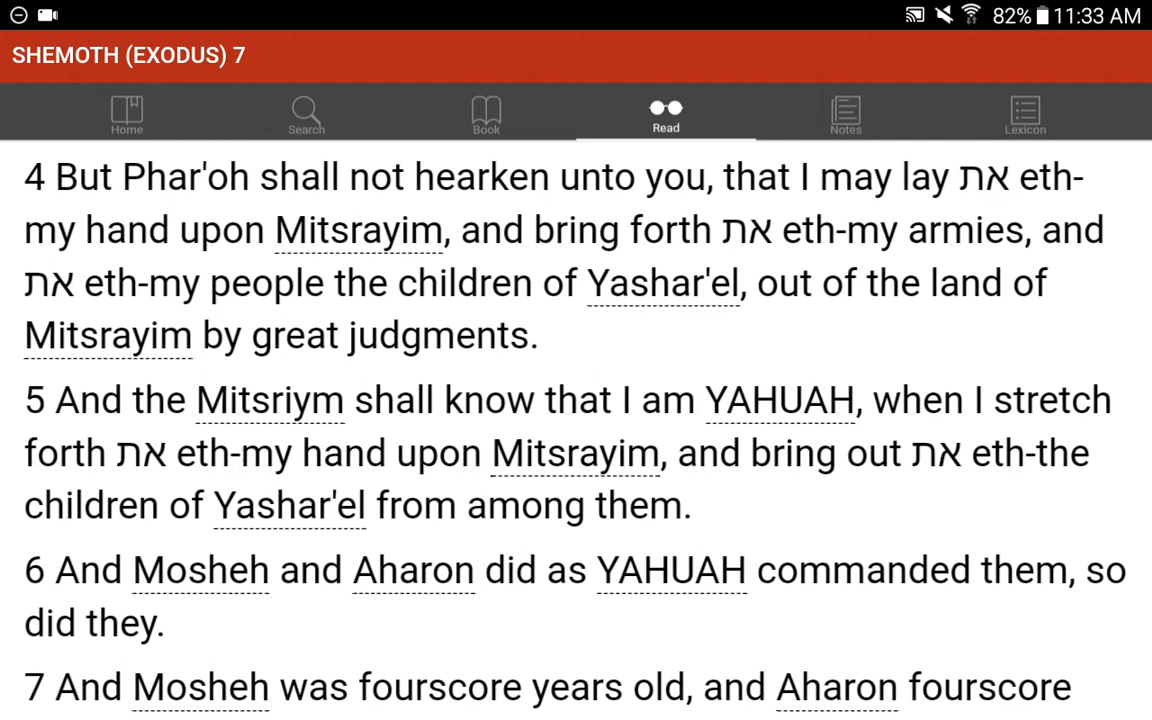 82% 11:33 AM
SHEMOTH (EXODUS) 7
Home Search Book Read Notes Lexicon
4 But Phar'oh shall not hearken unto you, that I may lay את eth-
my hand upon Mitsrayim, and bring forth את eth-my armies, and
את eth-my people the children of Yashar'el, out of the land of
Mitsrayim by great judgments.
5 And the Mitsriym shall know that I am YAHUAH, when I stretch
forth את eth-my hand upon Mitsrayim, and bring out את eth-the
children of Yashar'el from among them.
6 And Mosheh and Aharon did as YAHUAH commanded them, so
did they.
7 And Mosheh was fourscore years old, and Aharon fourscore